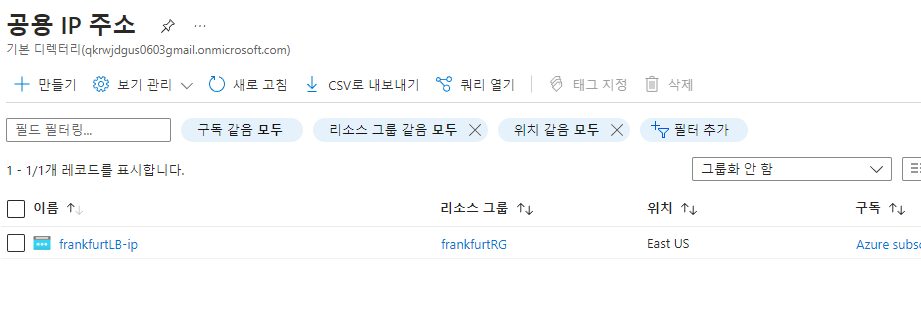 공용 IP 주소
기본 디렉터리(qkrwjdgus0603gmail.onmicrosoft.com)
만들기 보기 관리 새로 고침 CSV로 내보내기 쿼리 열기 태그 지정 삭제
필드 필터링... 구독 같음 모두 리소스 그룹 같음 모두 위치 같음 모두 필터 추가
1 - 1/1개 레코드를 표시합니다. 그룹화 안 함
이름 리소스 그룹 위치 구독
frankfurtLB-ip frankfurtRG East US Azure subsc